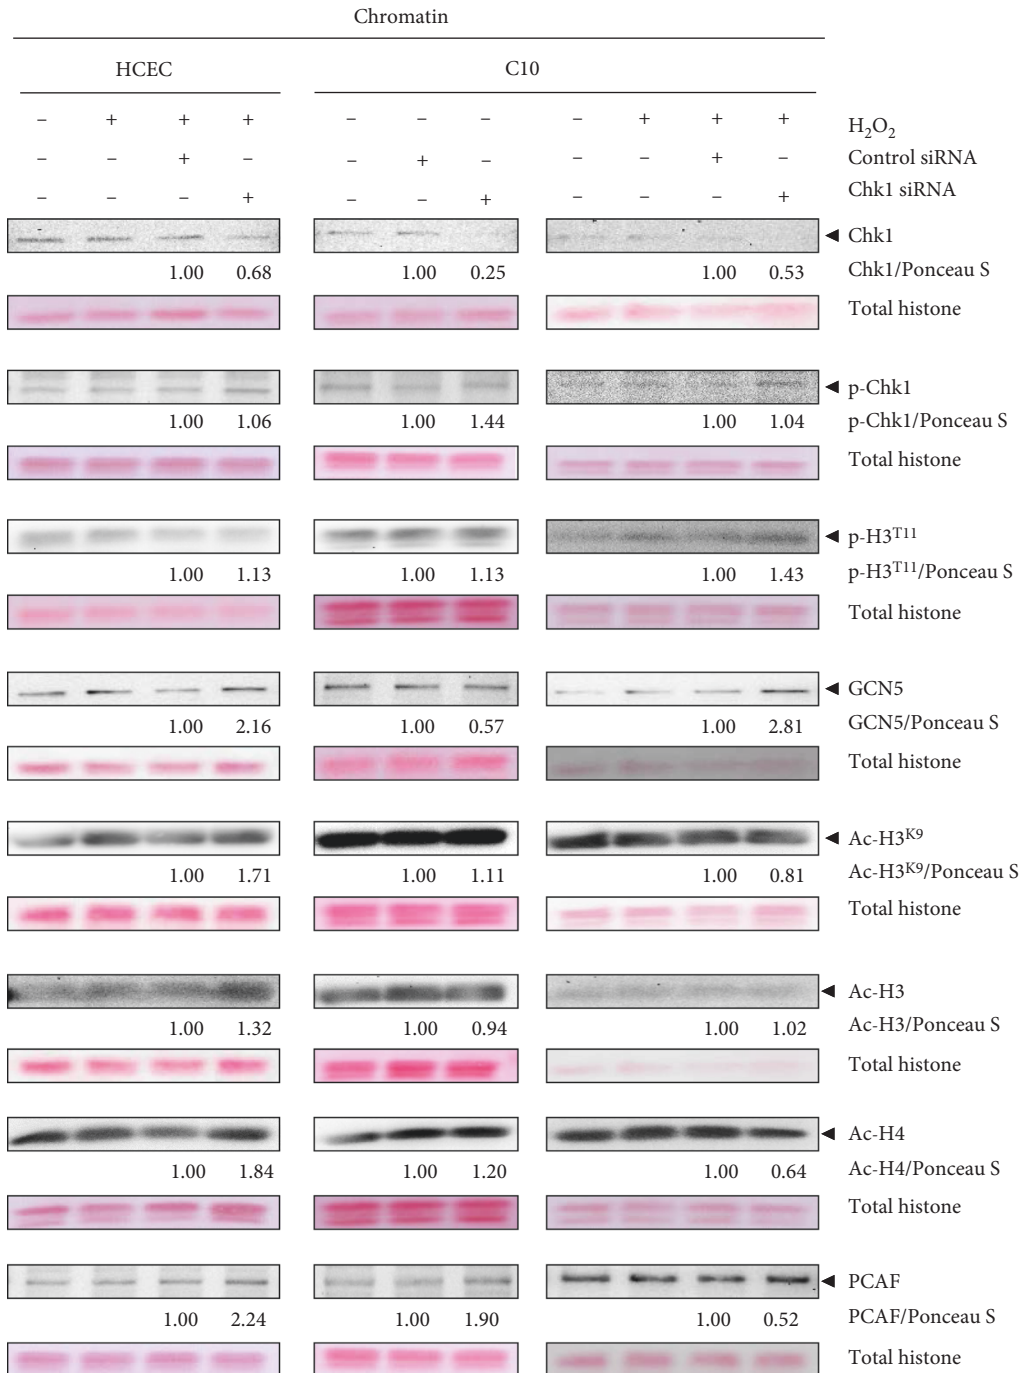 Chromatin
HCEC C10
– + + + – – – – + + + H₂O₂
– – + – – + – – – + – Control siRNA
– – – + – – + – – – + Chk1 siRNA
Chk1
1.00 0.68 1.00 0.25 1.00 0.53 Chk1/Ponceau S
Total histone
p-Chk1
1.00 1.06 1.00 1.44 1.00 1.04 p-Chk1/Ponceau S
Total histone
p-H3ᵀ¹¹
1.00 1.13 1.00 1.13 1.00 1.43 p-H3ᵀ¹¹/Ponceau S
Total histone
GCN5
1.00 2.16 1.00 0.57 1.00 2.81 GCN5/Ponceau S
Total histone
Ac-H3ᴷ⁹
1.00 1.71 1.00 1.11 1.00 0.81 Ac-H3ᴷ⁹/Ponceau S
Total histone
Ac-H3
1.00 1.32 1.00 0.94 1.00 1.02 Ac-H3/Ponceau S
Total histone
Ac-H4
1.00 1.84 1.00 1.20 1.00 0.64 Ac-H4/Ponceau S
Total histone
PCAF
1.00 2.24 1.00 1.90 1.00 0.52 PCAF/Ponceau S
Total histone